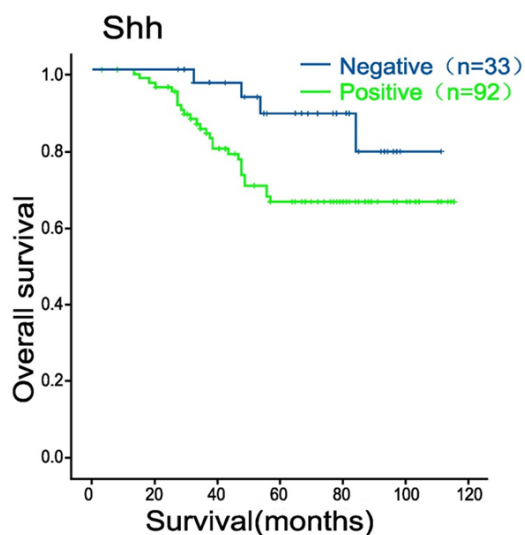 Shh
Negative（n=33）
Positive（n=92）
1.0
0.8
0.6
0.4
0.2
0.0
Overall survival
0 20 40 60 80 100 120
Survival(months)